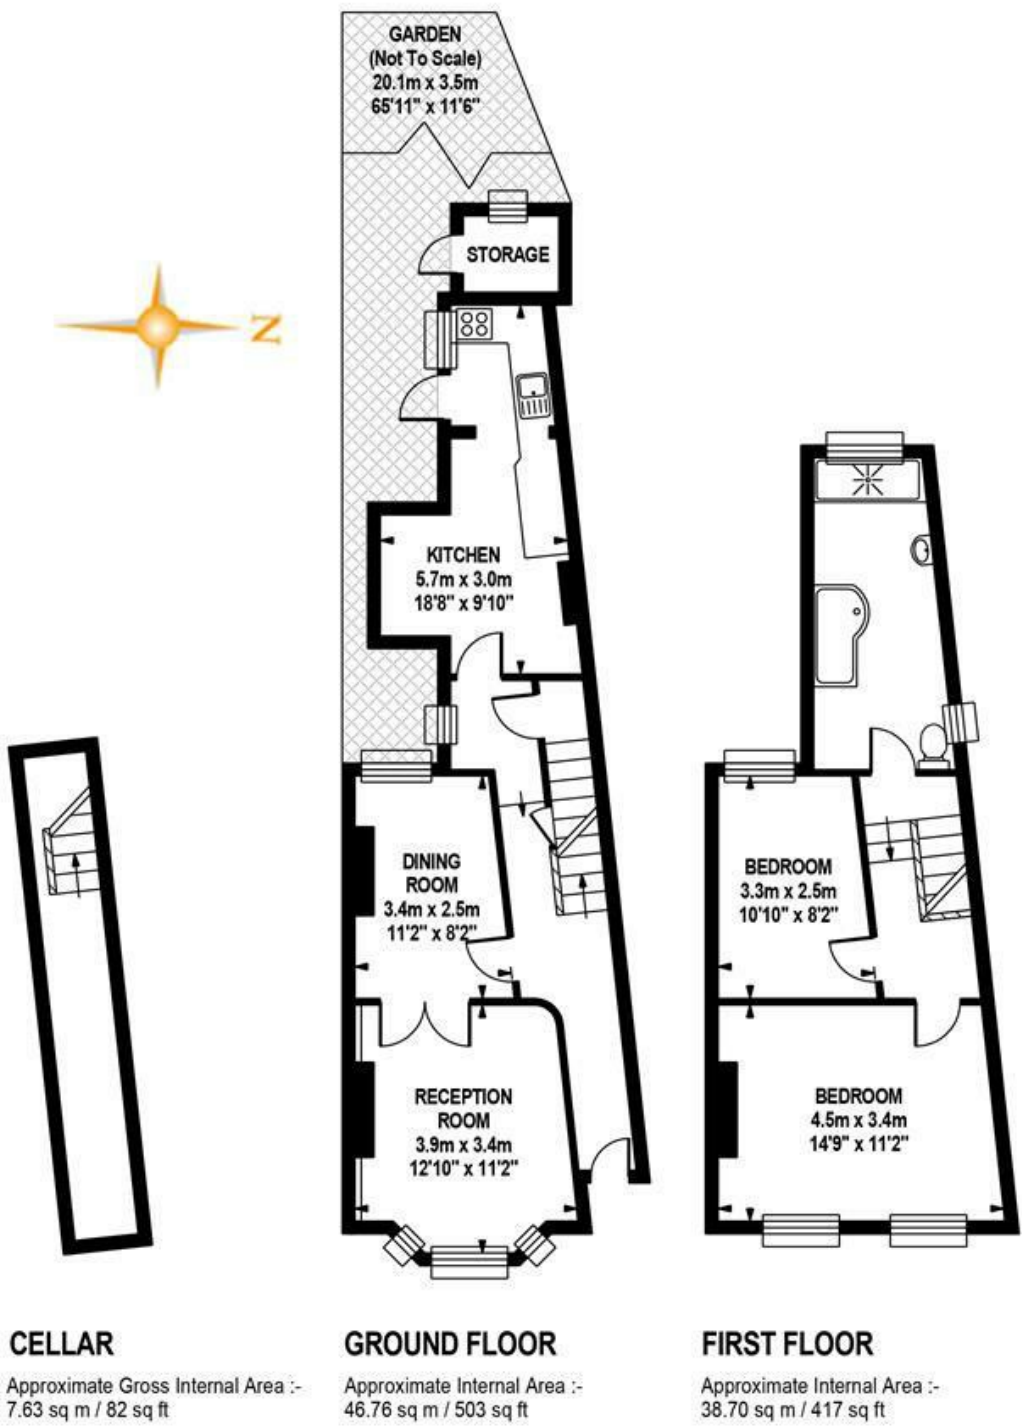 GARDEN
(Not To Scale)
20.1m x 3.5m
65'11" x 11'6"
STORAGE
N
KITCHEN
5.7m x 3.0m
18'8" x 9'10"
DINING
ROOM
3.4m x 2.5m
11'2" x 8'2"
BEDROOM
3.3m x 2.5m
10'10" x 8'2"
RECEPTION
ROOM
3.9m x 3.4m
12'10" x 11'2"
BEDROOM
4.5m x 3.4m
14'9" x 11'2"
CELLAR
Approximate Gross Internal Area :-
7.63 sq m / 82 sq ft
GROUND FLOOR
Approximate Internal Area :-
46.76 sq m / 503 sq ft
FIRST FLOOR
Approximate Internal Area :-
38.70 sq m / 417 sq ft